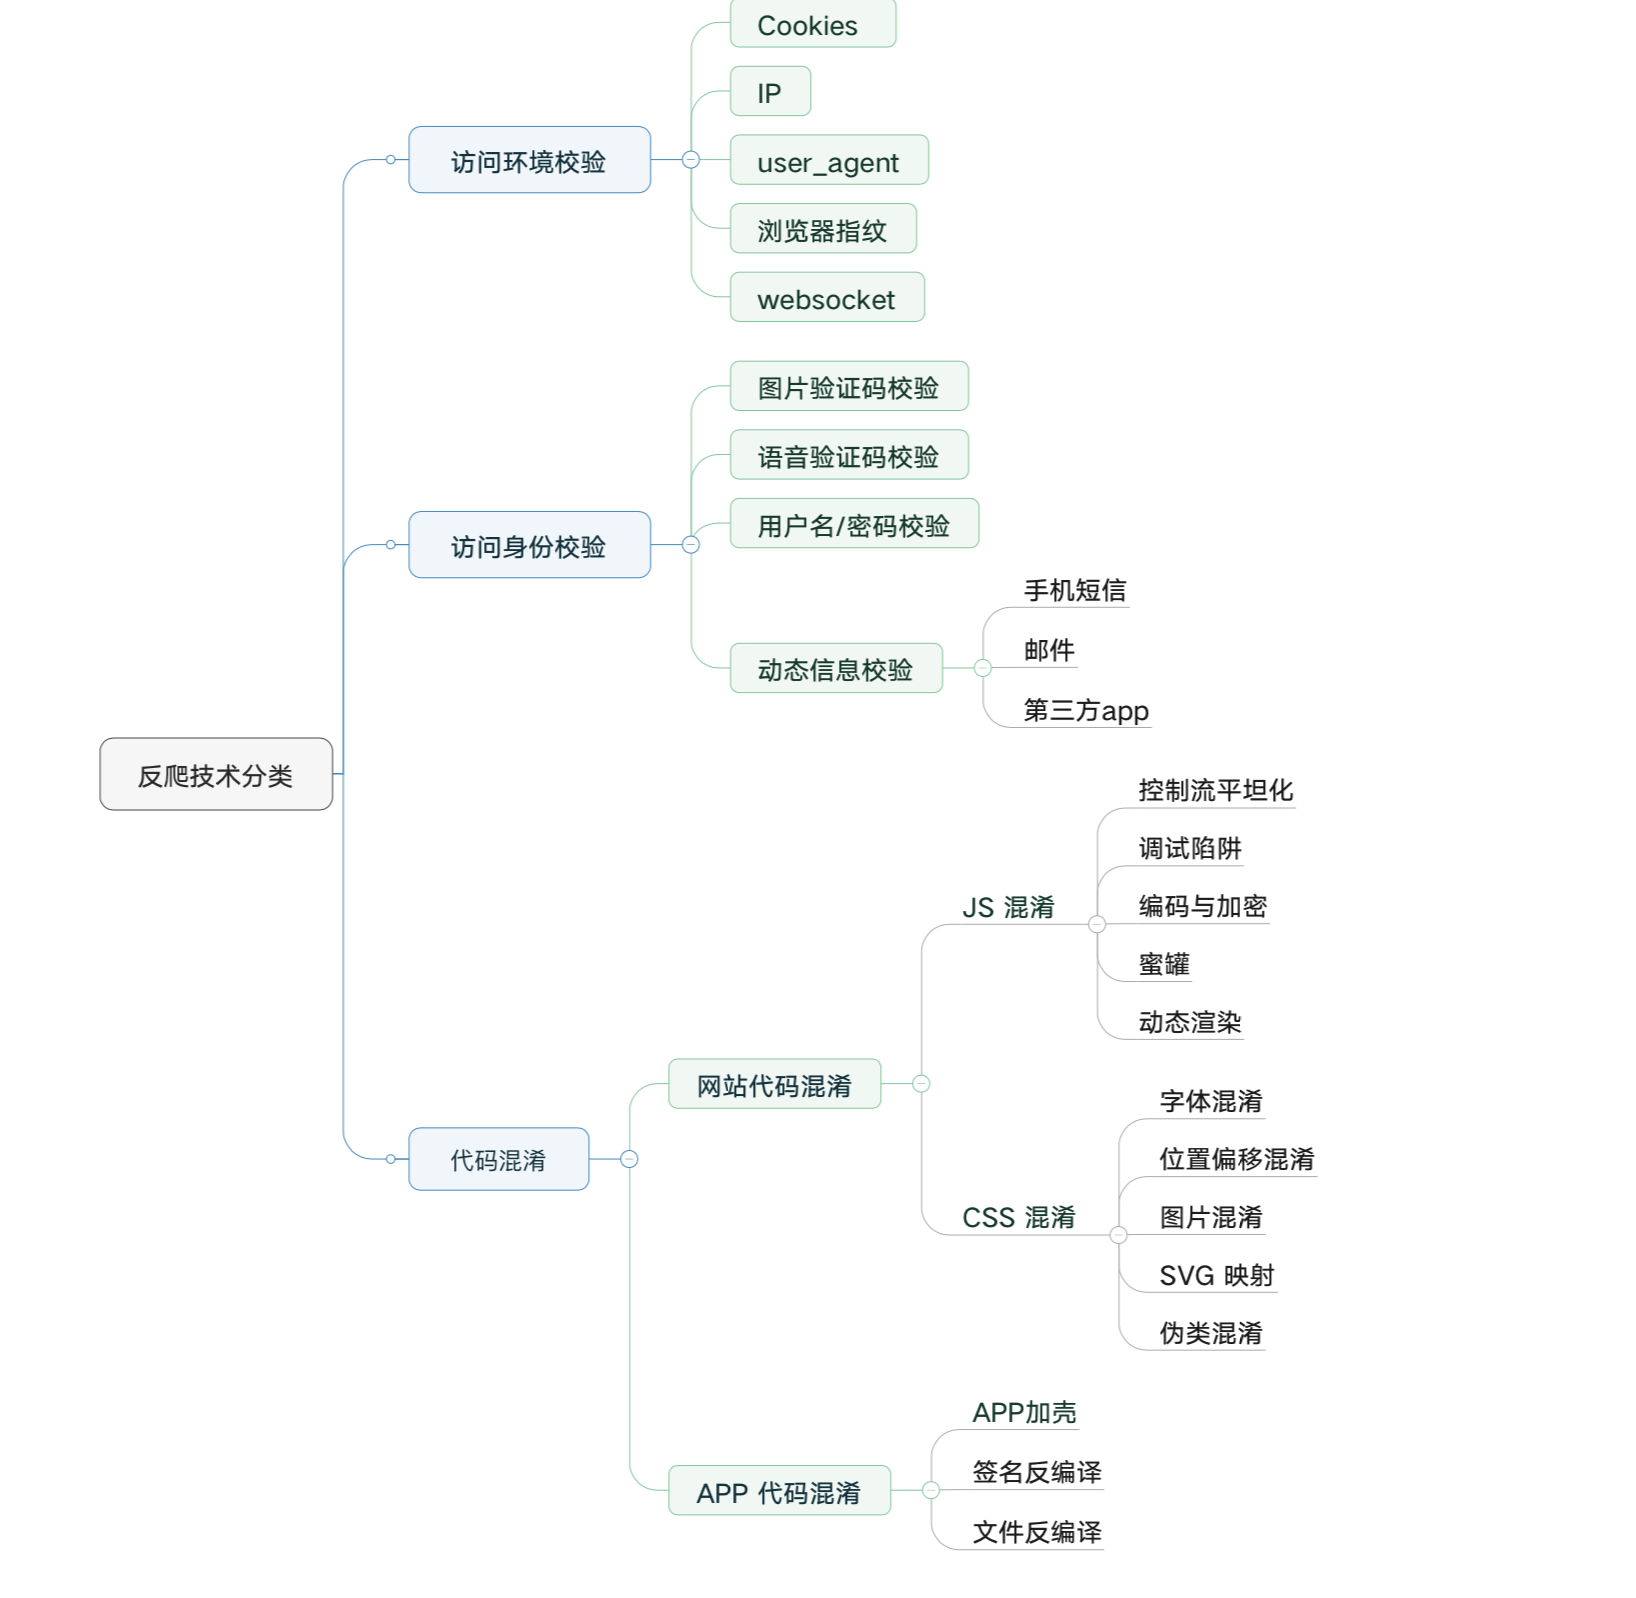 Cookies
IP
访问环境校验
user_agent
浏览器指纹
websocket
图片验证码校验
语音验证码校验
用户名/密码校验
访问身份校验
手机短信
邮件
动态信息校验
第三方app
反爬技术分类
控制流平坦化
调试陷阱
JS 混淆
编码与加密
蜜罐
动态渲染
网站代码混淆
字体混淆
位置偏移混淆
代码混淆
CSS 混淆
图片混淆
SVG 映射
伪类混淆
APP加壳
签名反编译
APP 代码混淆
文件反编译